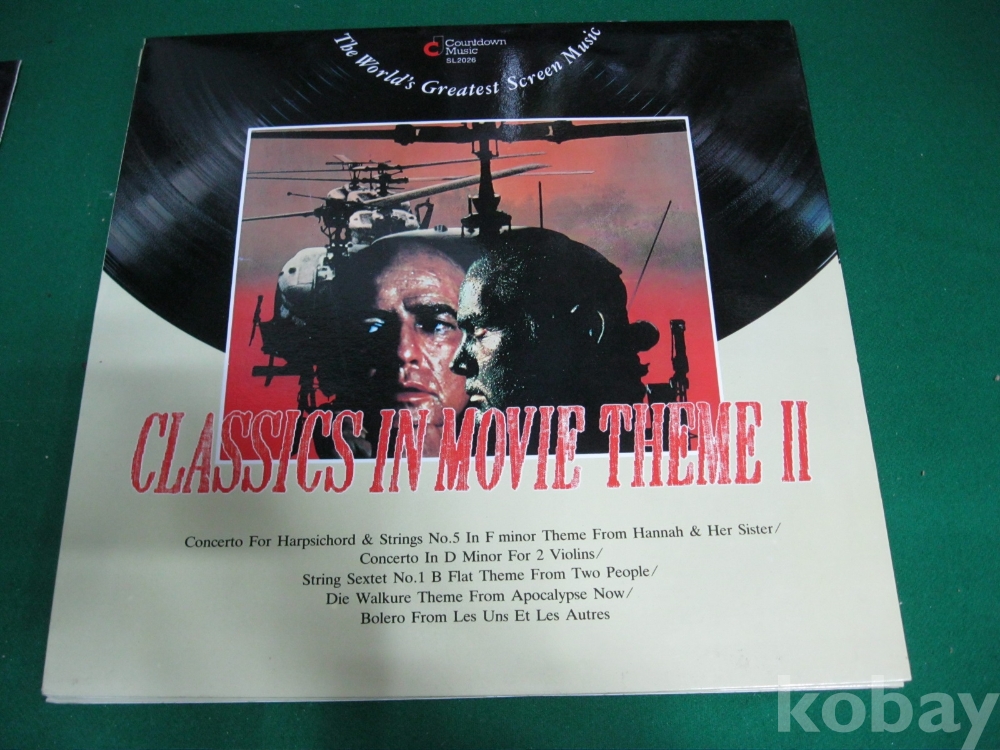 Countdown
Music
SL2026
The World's Greatest Screen Music
CLASSICS IN MOVIE THEME II
Concerto For Harpsichord & Strings No.5 In F minor Theme From Hannah & Her Sister/
Concerto In D Minor For 2 Violins/
String Sextet No.1 B Flat Theme From Two People/
Die Walkure Theme From Apocalypse Now/
Bolero From Les Uns Et Les Autres
kobay